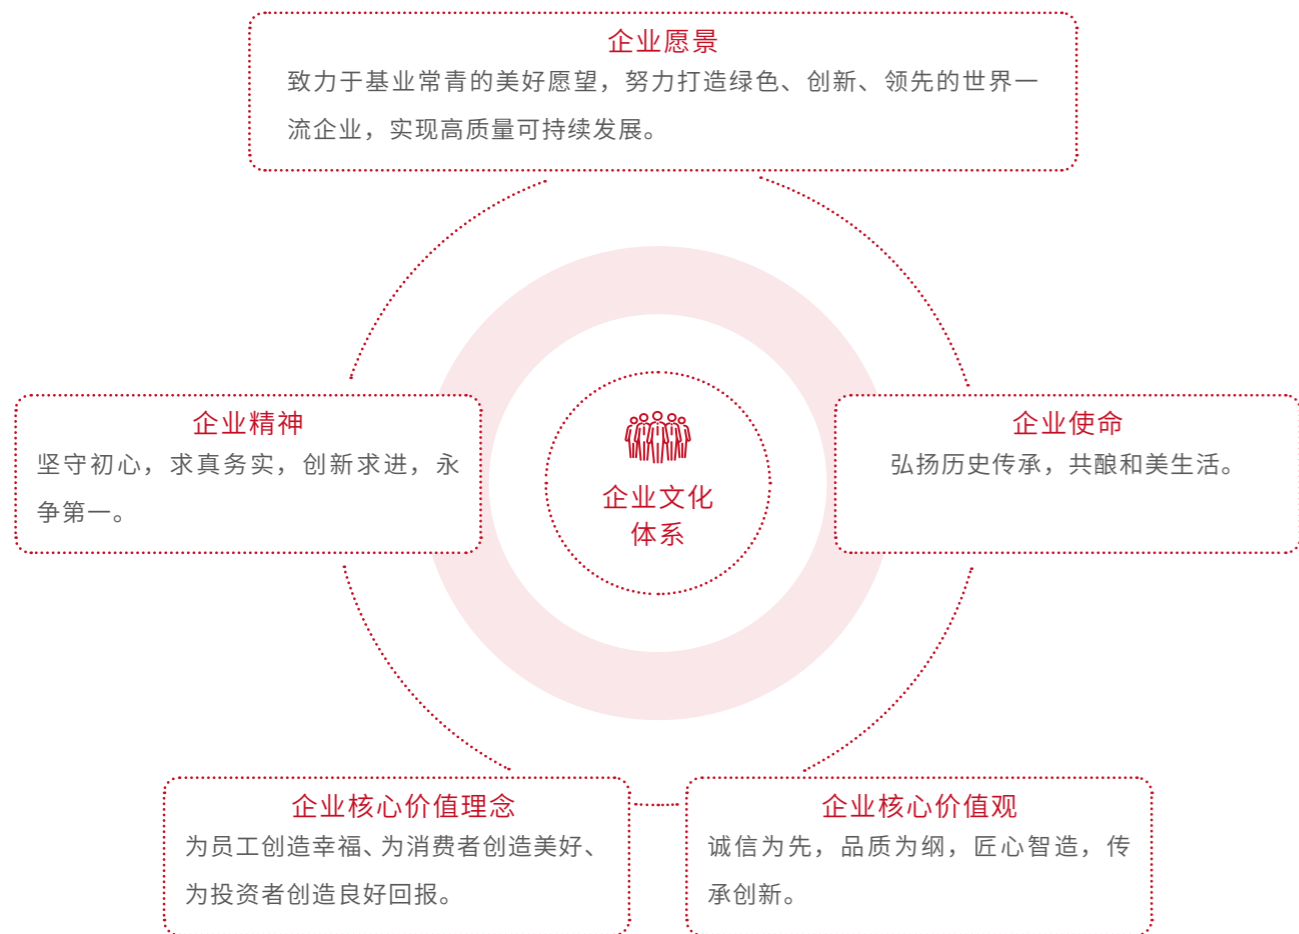 企业愿景
致力于基业常青的美好愿望，努力打造绿色、创新、领先的世界一
流企业，实现高质量可持续发展。
企业精神
坚守初心，求真务实，创新求进，永
争第一。
企业文化
体系
企业使命
弘扬历史传承，共酿和美生活。
企业核心价值理念
为员工创造幸福、为消费者创造美好、
为投资者创造良好回报。
企业核心价值观
诚信为先，品质为纲，匠心智造，传
承创新。